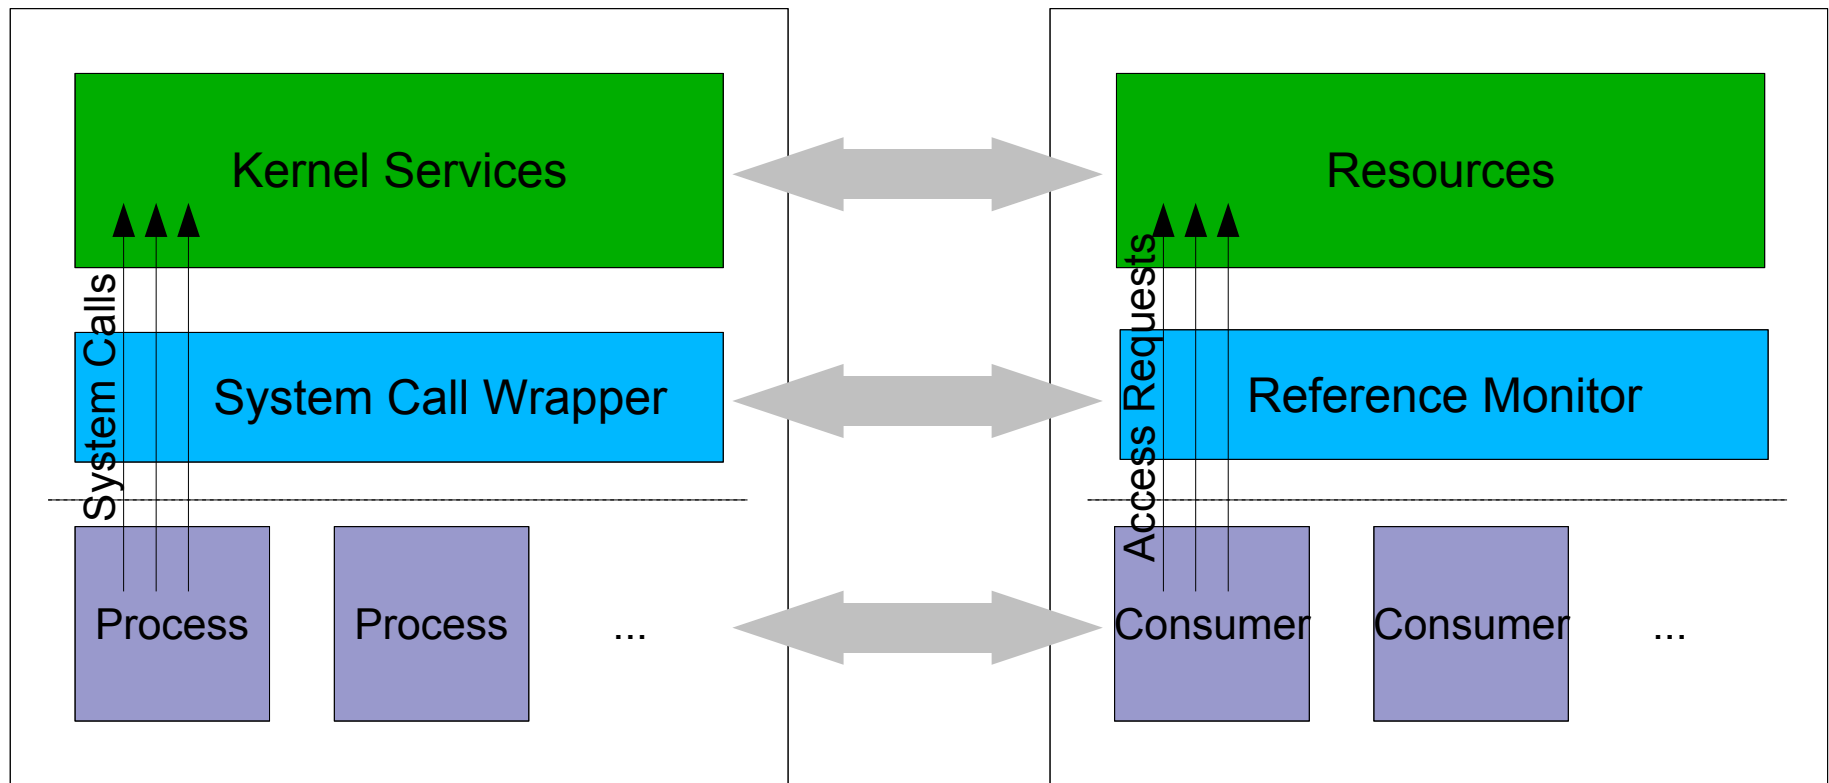 Kernel Services
System Calls
System Call Wrapper
Process
Process
...
Resources
Access Requests
Reference Monitor
Consumer
Consumer
...